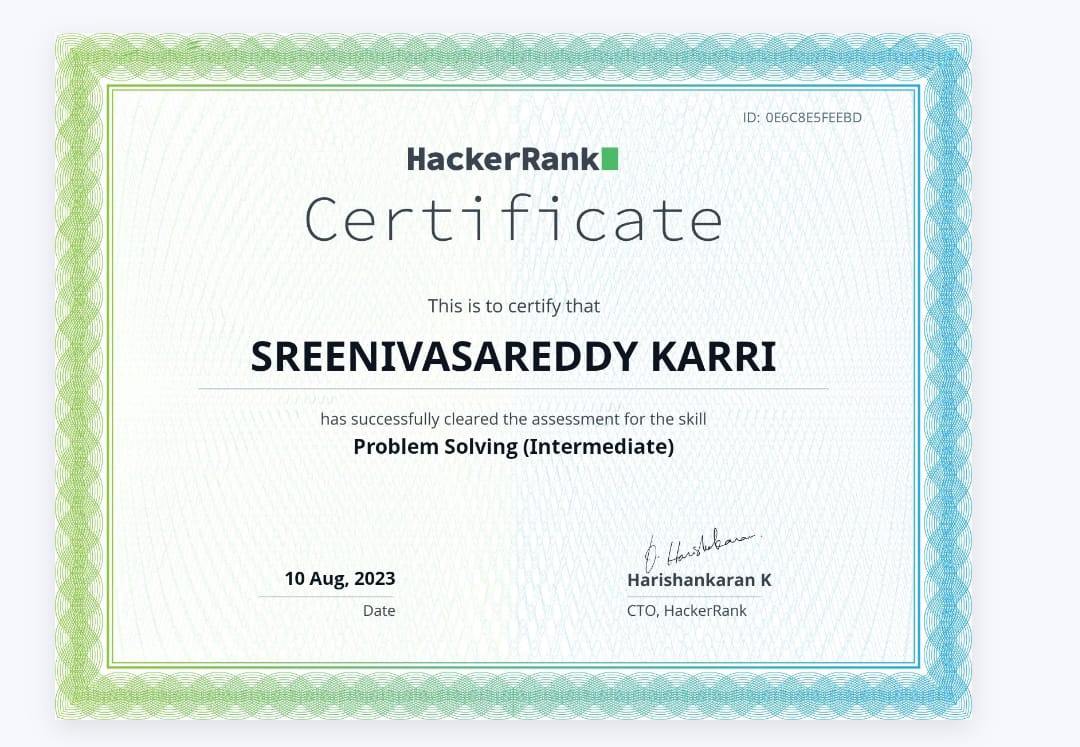 ID: 0E6C8E5FEEBD
HackerRank
Certificate
This is to certify that
SREENIVASAREDDY KARRI
has successfully cleared the assessment for the skill
Problem Solving (Intermediate)
10 Aug, 2023
Date
D. Harishankaran
Harishankaran K
CTO, HackerRank